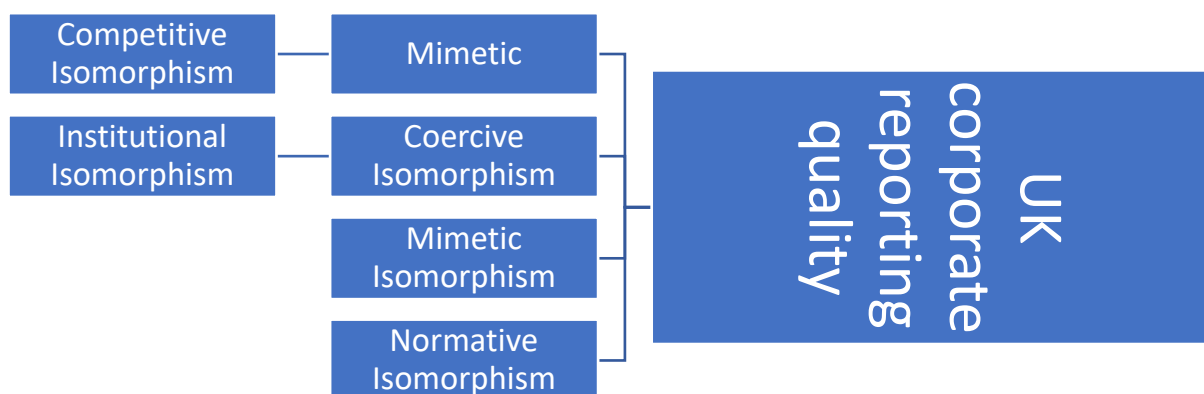 Competitive
Isomorphism
Mimetic
Institutional
Isomorphism
Coercive
Isomorphism
Mimetic
Isomorphism
Normative
Isomorphism
UK
corporate
reporting
quality